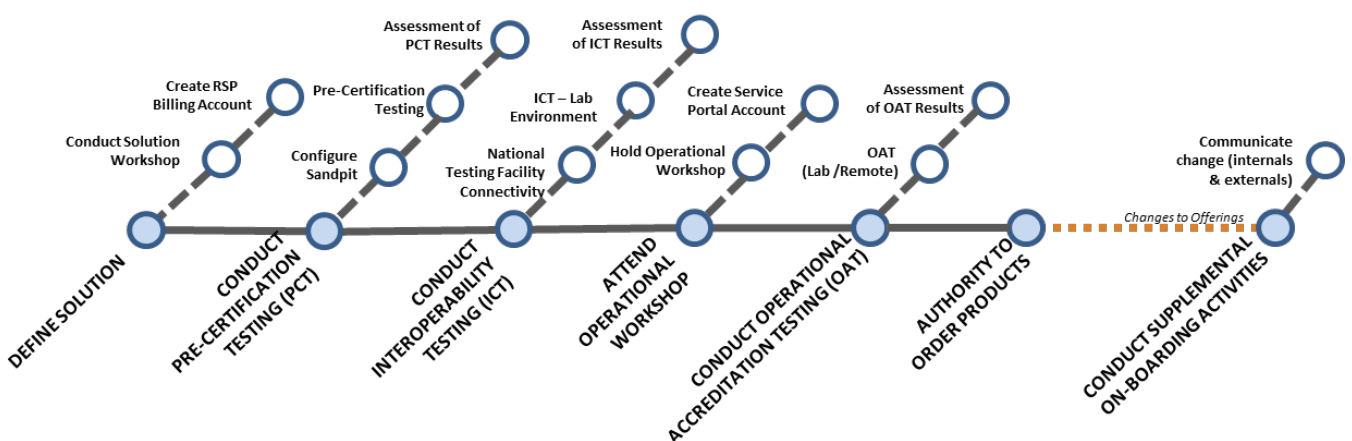 Create RSP
Billing Account
Conduct Solution
Workshop
DEFINE SOLUTION
Assessment of
PCT Results
Pre-Certification
Testing
Configure
Sandpit
CONDUCT
PRE-CERTIFICATION
TESTING (PCT)
Assessment
of ICT Results
ICT – Lab
Environment
National
Testing Facility
Connectivity
CONDUCT
INTEROPERABILITY
TESTING (ICT)
Create Service
Portal Account
Hold Operational
Workshop
ATTEND
OPERATIONAL
WORKSHOP
Assessment
of OAT Results
OAT
(Lab /Remote)
CONDUCT OPERATIONAL
ACCREDITATION TESTING (OAT)
AUTHORITY TO
ORDER PRODUCTS
Changes to Offerings
Communicate
change (internals
& externals)
CONDUCT SUPPLEMENTAL
ON-BOARDING ACTIVITIES